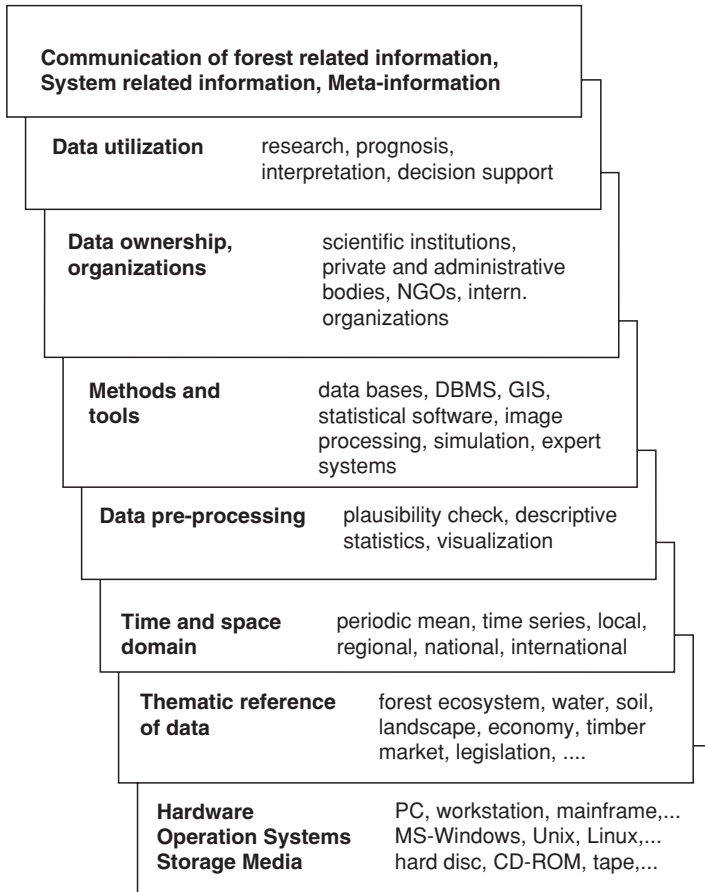 Communication of forest related information,
System related information, Meta-information
Data utilization research, prognosis,
interpretation, decision support
Data ownership, scientific institutions,
organizations private and administrative
bodies, NGOs, intern.
organizations
Methods and data bases, DBMS, GIS,
tools statistical software, image
processing, simulation, expert
systems
Data pre-processing plausibility check, descriptive
statistics, visualization
Time and space periodic mean, time series, local,
domain regional, national, international
Thematic reference forest ecosystem, water, soil,
of data landscape, economy, timber
market, legislation, ....
Hardware PC, workstation, mainframe,...
Operation Systems MS-Windows, Unix, Linux,...
Storage Media hard disc, CD-ROM, tape,...